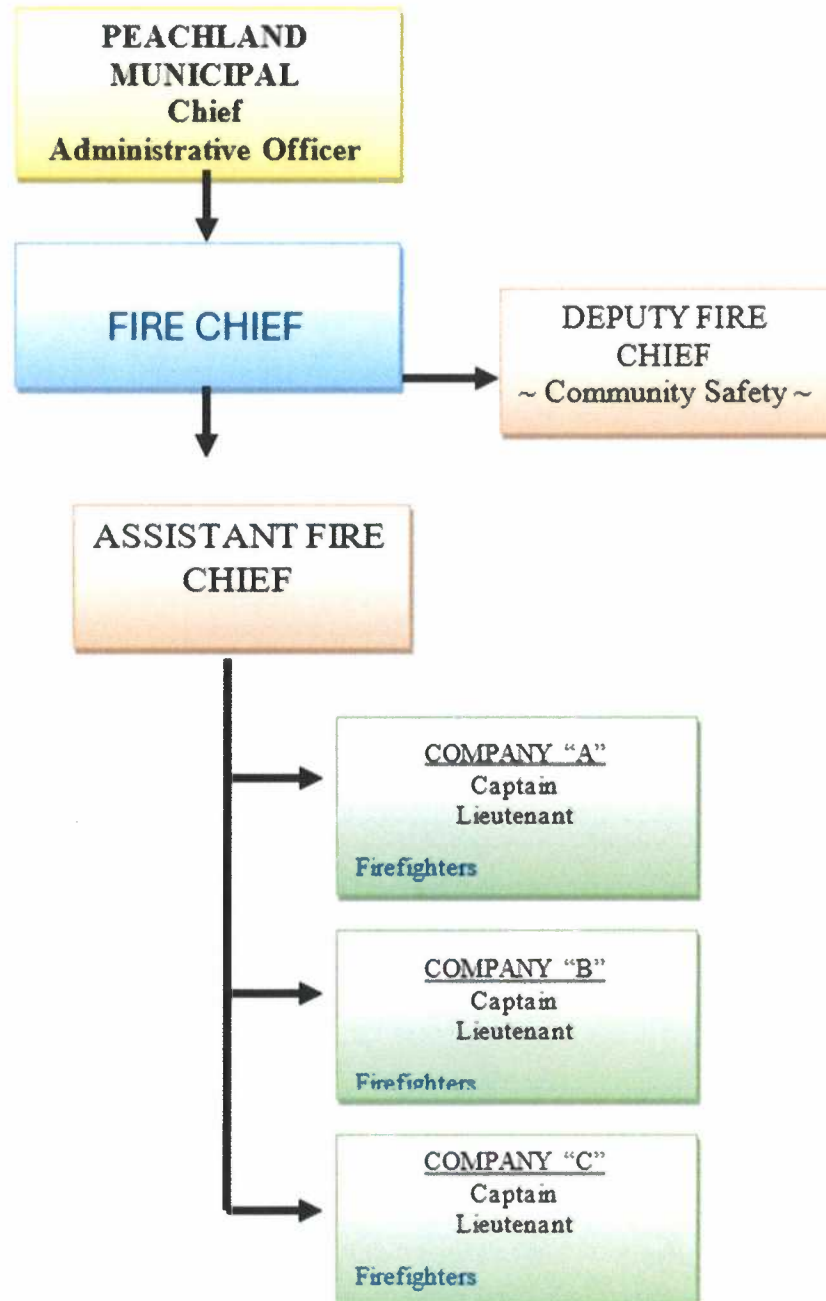 PEACHLAND
MUNICIPAL
Chief
Administrative Officer
FIRE CHIEF
DEPUTY FIRE
CHIEF
~ Community Safety ~
ASSISTANT FIRE
CHIEF
COMPANY “A”
Captain
Lieutenant
Firefighters
COMPANY “B”
Captain
Lieutenant
Firefighters
COMPANY “C”
Captain
Lieutenant
Firefighters